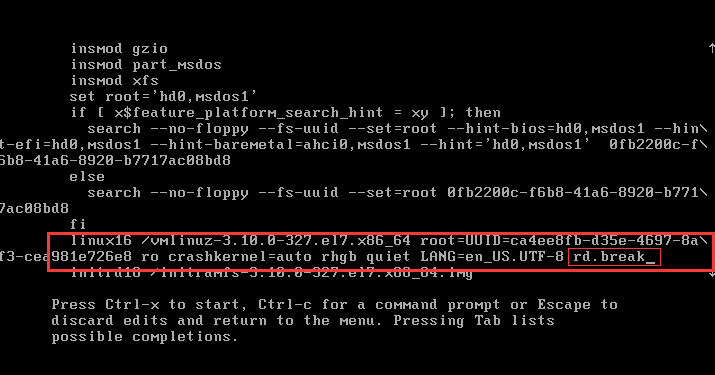 insmod gzio
insmod part_msdos
insmod xfs
set root='hd0,msdos1'
if [ x$feature_platform_search_hint = xy ]; then
search --no-floppy --fs-uuid --set=root --hint-bios=hd0,msdos1 --hin\
t-efi=hd0,msdos1 --hint-baremetal=ahci0,msdos1 --hint='hd0,msdos1'  0fb2200c-f\
6b8-41a6-8920-b7717ac08bd8
else
search --no-floppy --fs-uuid --set=root 0fb2200c-f6b8-41a6-8920-b771\
7ac08bd8
fi
linux16 /vmlinuz-3.10.0-327.el7.x86_64 root=UUID=ca4ee8fb-d35e-4697-8a\
f3-cea981e726e8 ro crashkernel=auto rhgb quiet LANG=en_US.UTF-8 rd.break_
initrd16 /initramfs-3.10.0-327.el7.x86_64.img
Press Ctrl-x to start, Ctrl-c for a command prompt or Escape to
discard edits and return to the menu. Pressing Tab lists
possible completions.